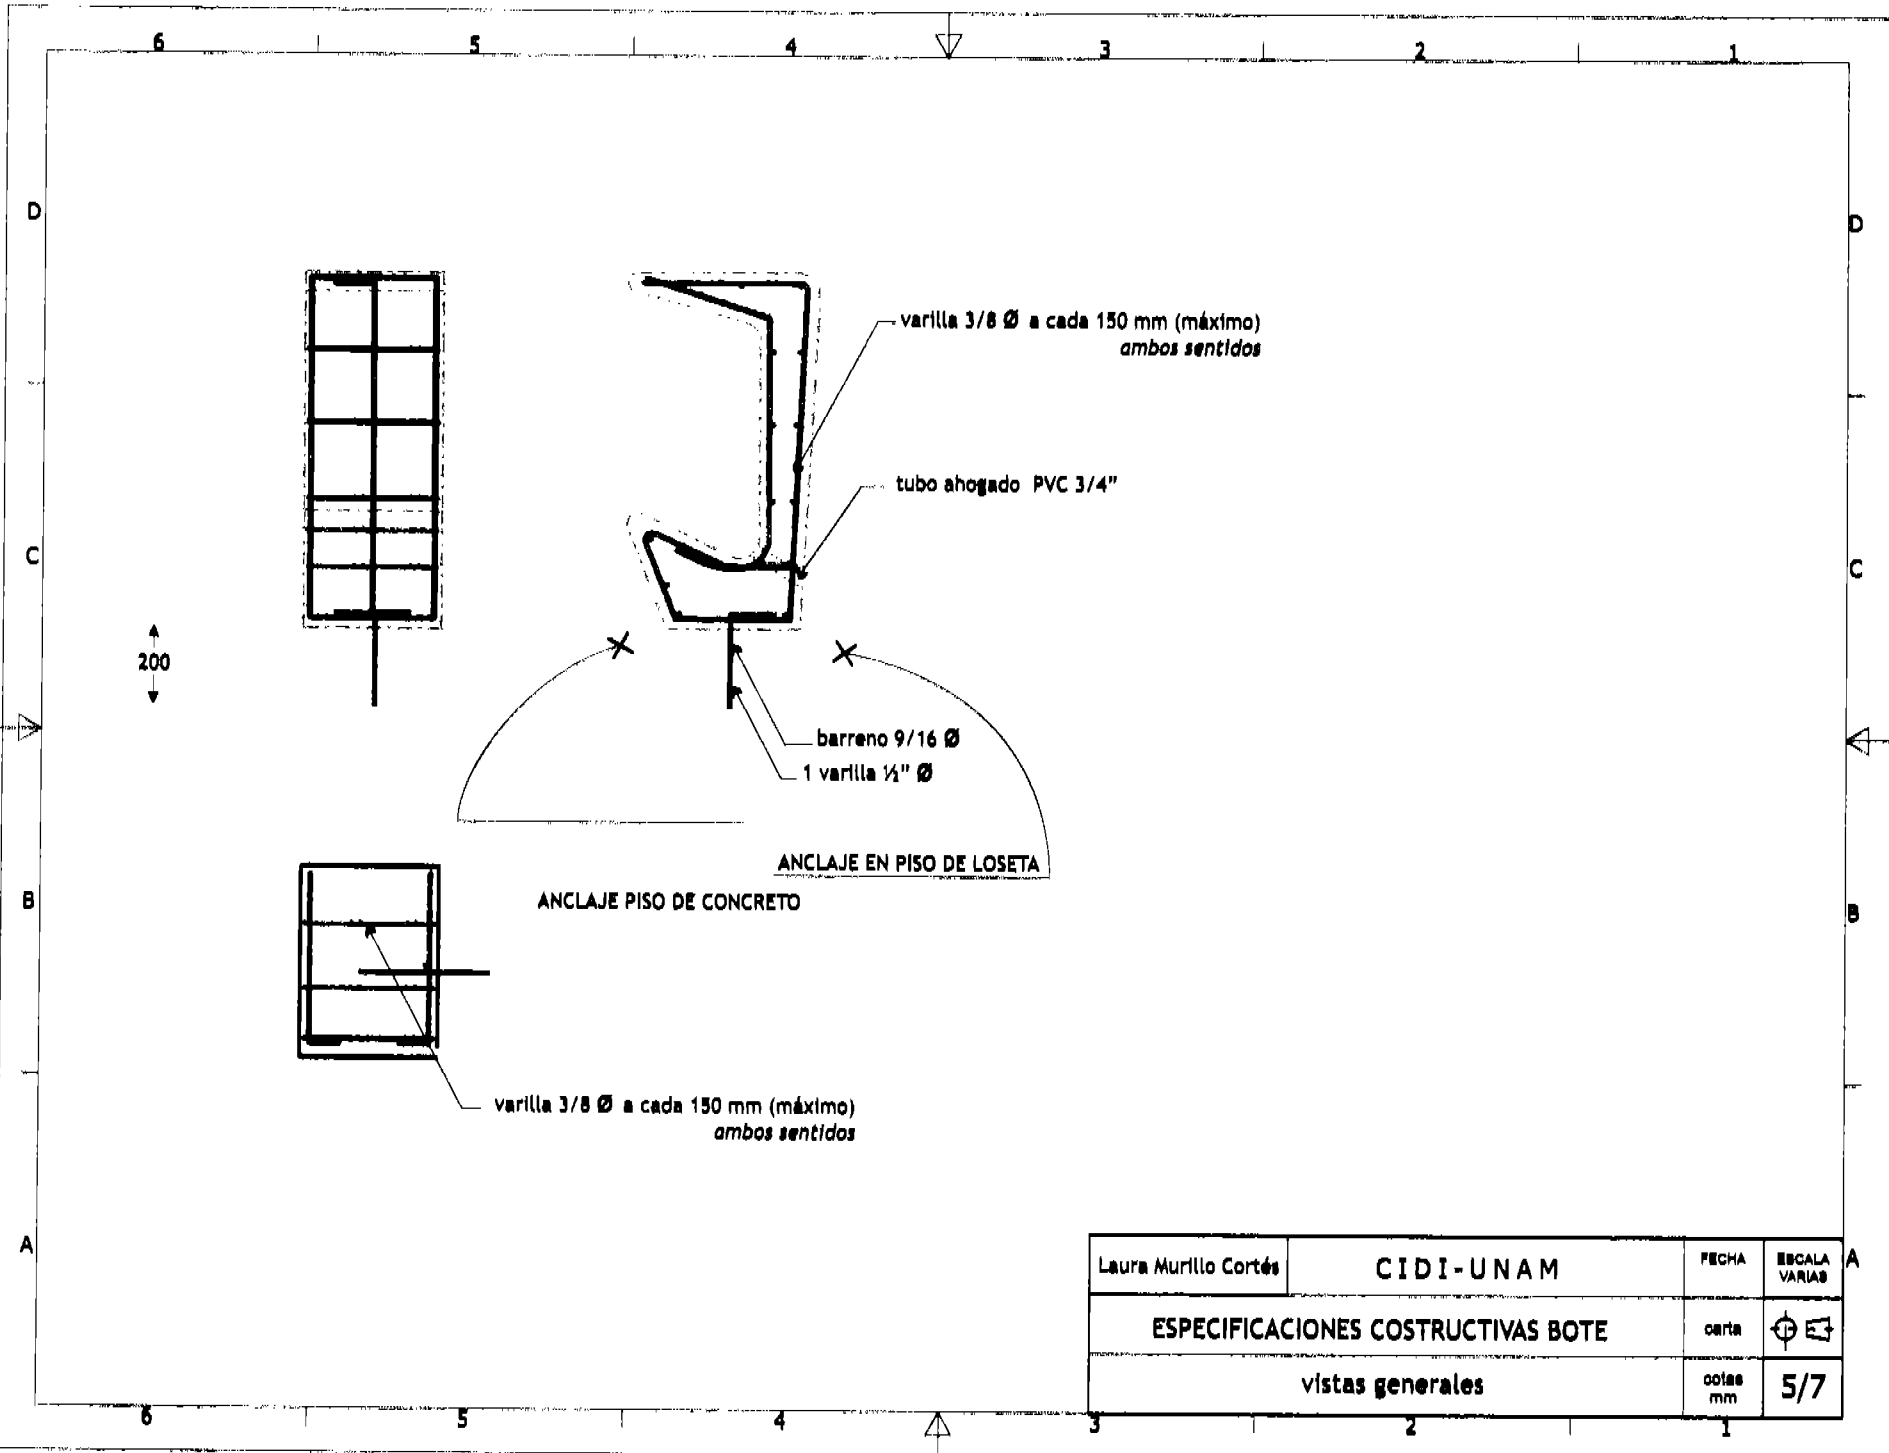 6 5 4 3 2 1
D D
varilla 3/8 Ø a cada 150 mm (máximo)
ambos sentidos
tubo ahogado PVC 3/4"
C C
200
barreno 9/16 Ø
1 varilla ½" Ø
ANCLAJE EN PISO DE LOSETA
ANCLAJE PISO DE CONCRETO
B B
varilla 3/8 Ø a cada 150 mm (máximo)
ambos sentidos
A A
Laura Murillo Cortés
CIDI-UNAM
FECHA
ESCALA
VARIAS
ESPECIFICACIONES COSTRUCTIVAS BOTE
carta
vistas generales
cotas
mm
5/7
6 5 4 3 2 1